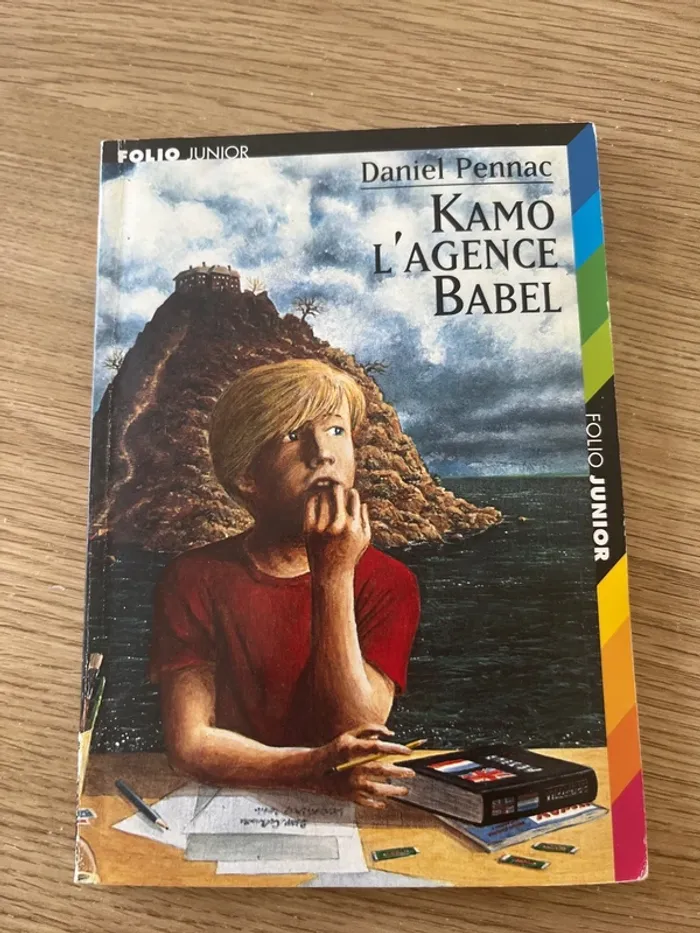 FOLIO JUNIOR
Daniel Pennac
KAMO
L'AGENCE
BABEL
FOLIO JUNIOR